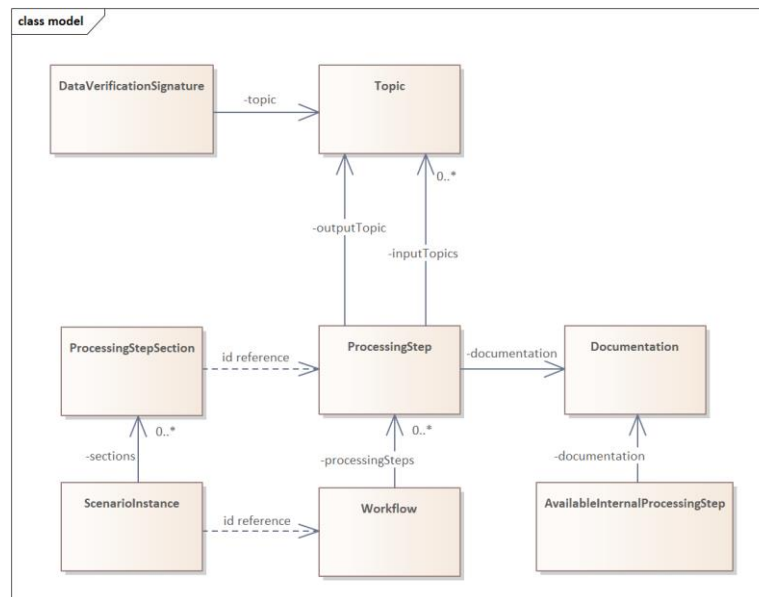 class model
DataVerificationSignature
Topic
-topic
0..*
-outputTopic
-inputTopics
ProcessingStepSection
ProcessingStep
Documentation
id reference
-documentation
0..*
0..*
-sections
-processingSteps
-documentation
ScenarioInstance
Workflow
AvailableInternalProcessingStep
id reference